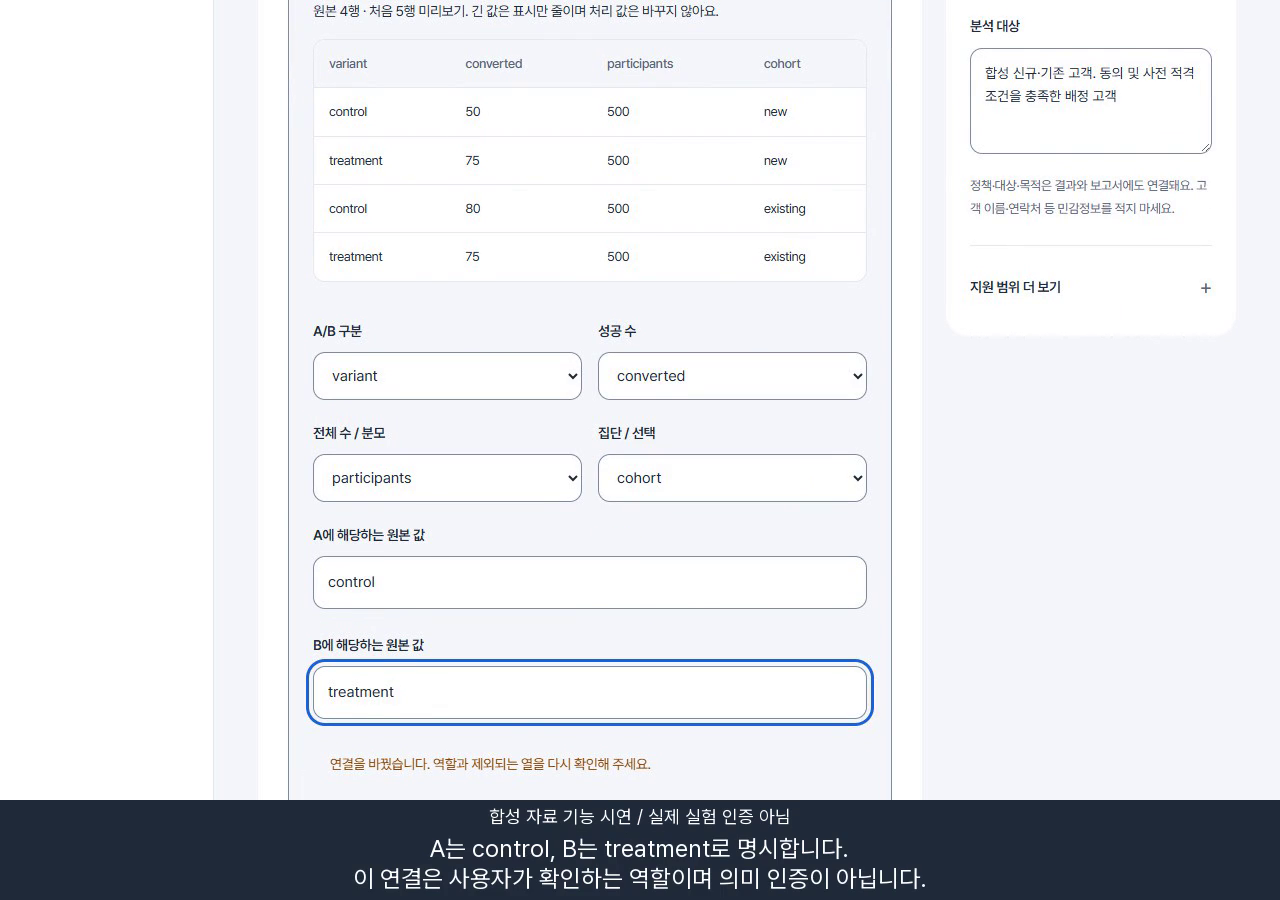 원본 4행 · 처음 5행 미리보기. 긴 값은 표시만 줄이며 처리 값은 바꾸지 않아요.
variant converted participants cohort
control 50 500 new
treatment 75 500 new
control 80 500 existing
treatment 75 500 existing
A/B 구분 성공 수
variant converted
전체 수 / 분모 집단 / 선택
participants cohort
A에 해당하는 원본 값
control
B에 해당하는 원본 값
treatment
연결을 바꿨습니다. 역할과 제외되는 열을 다시 확인해 주세요.
분석 대상
합성 신규·기존 고객. 동의 및 사전 적격
조건을 충족한 배정 고객
정책·대상·목적은 결과와 보고서에도 연결돼요. 고
객 이름·연락처 등 민감정보를 적지 마세요.
지원 범위 더 보기 +
합성 자료 기능 시연 / 실제 실험 인증 아님
A는 control, B는 treatment로 명시합니다.
이 연결은 사용자가 확인하는 역할이며 의미 인증이 아닙니다.